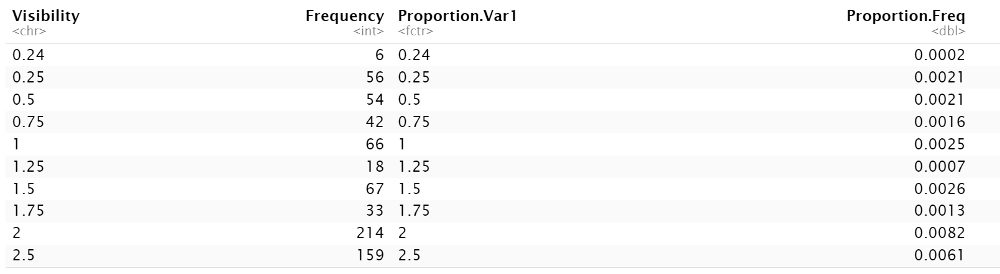 Visibility Frequency Proportion.Var1 Proportion.Freq
<chr> <int> <fctr> <dbl>
0.24 6 0.24 0.0002
0.25 56 0.25 0.0021
0.5 54 0.5 0.0021
0.75 42 0.75 0.0016
1 66 1 0.0025
1.25 18 1.25 0.0007
1.5 67 1.5 0.0026
1.75 33 1.75 0.0013
2 214 2 0.0082
2.5 159 2.5 0.0061